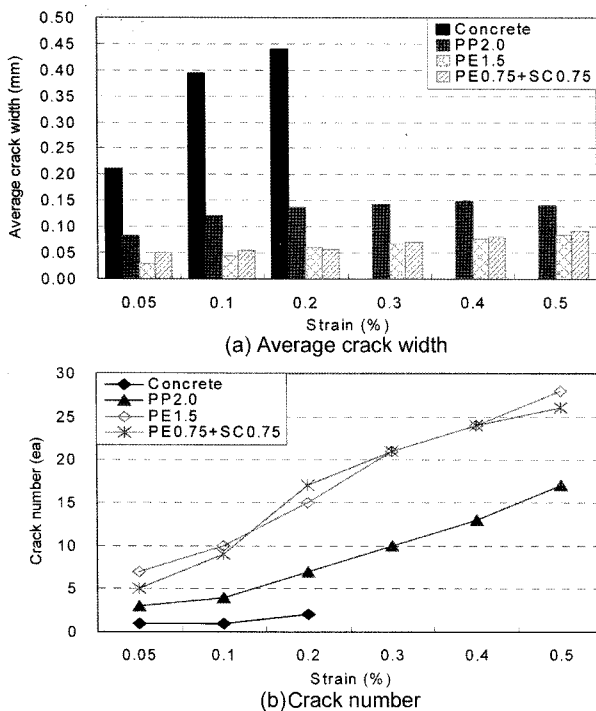 Concrete
PP2.0
PE1.5
PE0.75+SC0.75
Average crack width (mm)
0.50
0.45
0.40
0.35
0.30
0.25
0.20
0.15
0.10
0.05
0.00
0.05 0.1 0.2 0.3 0.4 0.5
Strain (%)
(a) Average crack width
Concrete
PP2.0
PE1.5
PE0.75+SC0.75
Crack number (ea)
30
25
20
15
10
5
0
0.05 0.1 0.2 0.3 0.4 0.5
Strain (%)
(b)Crack number